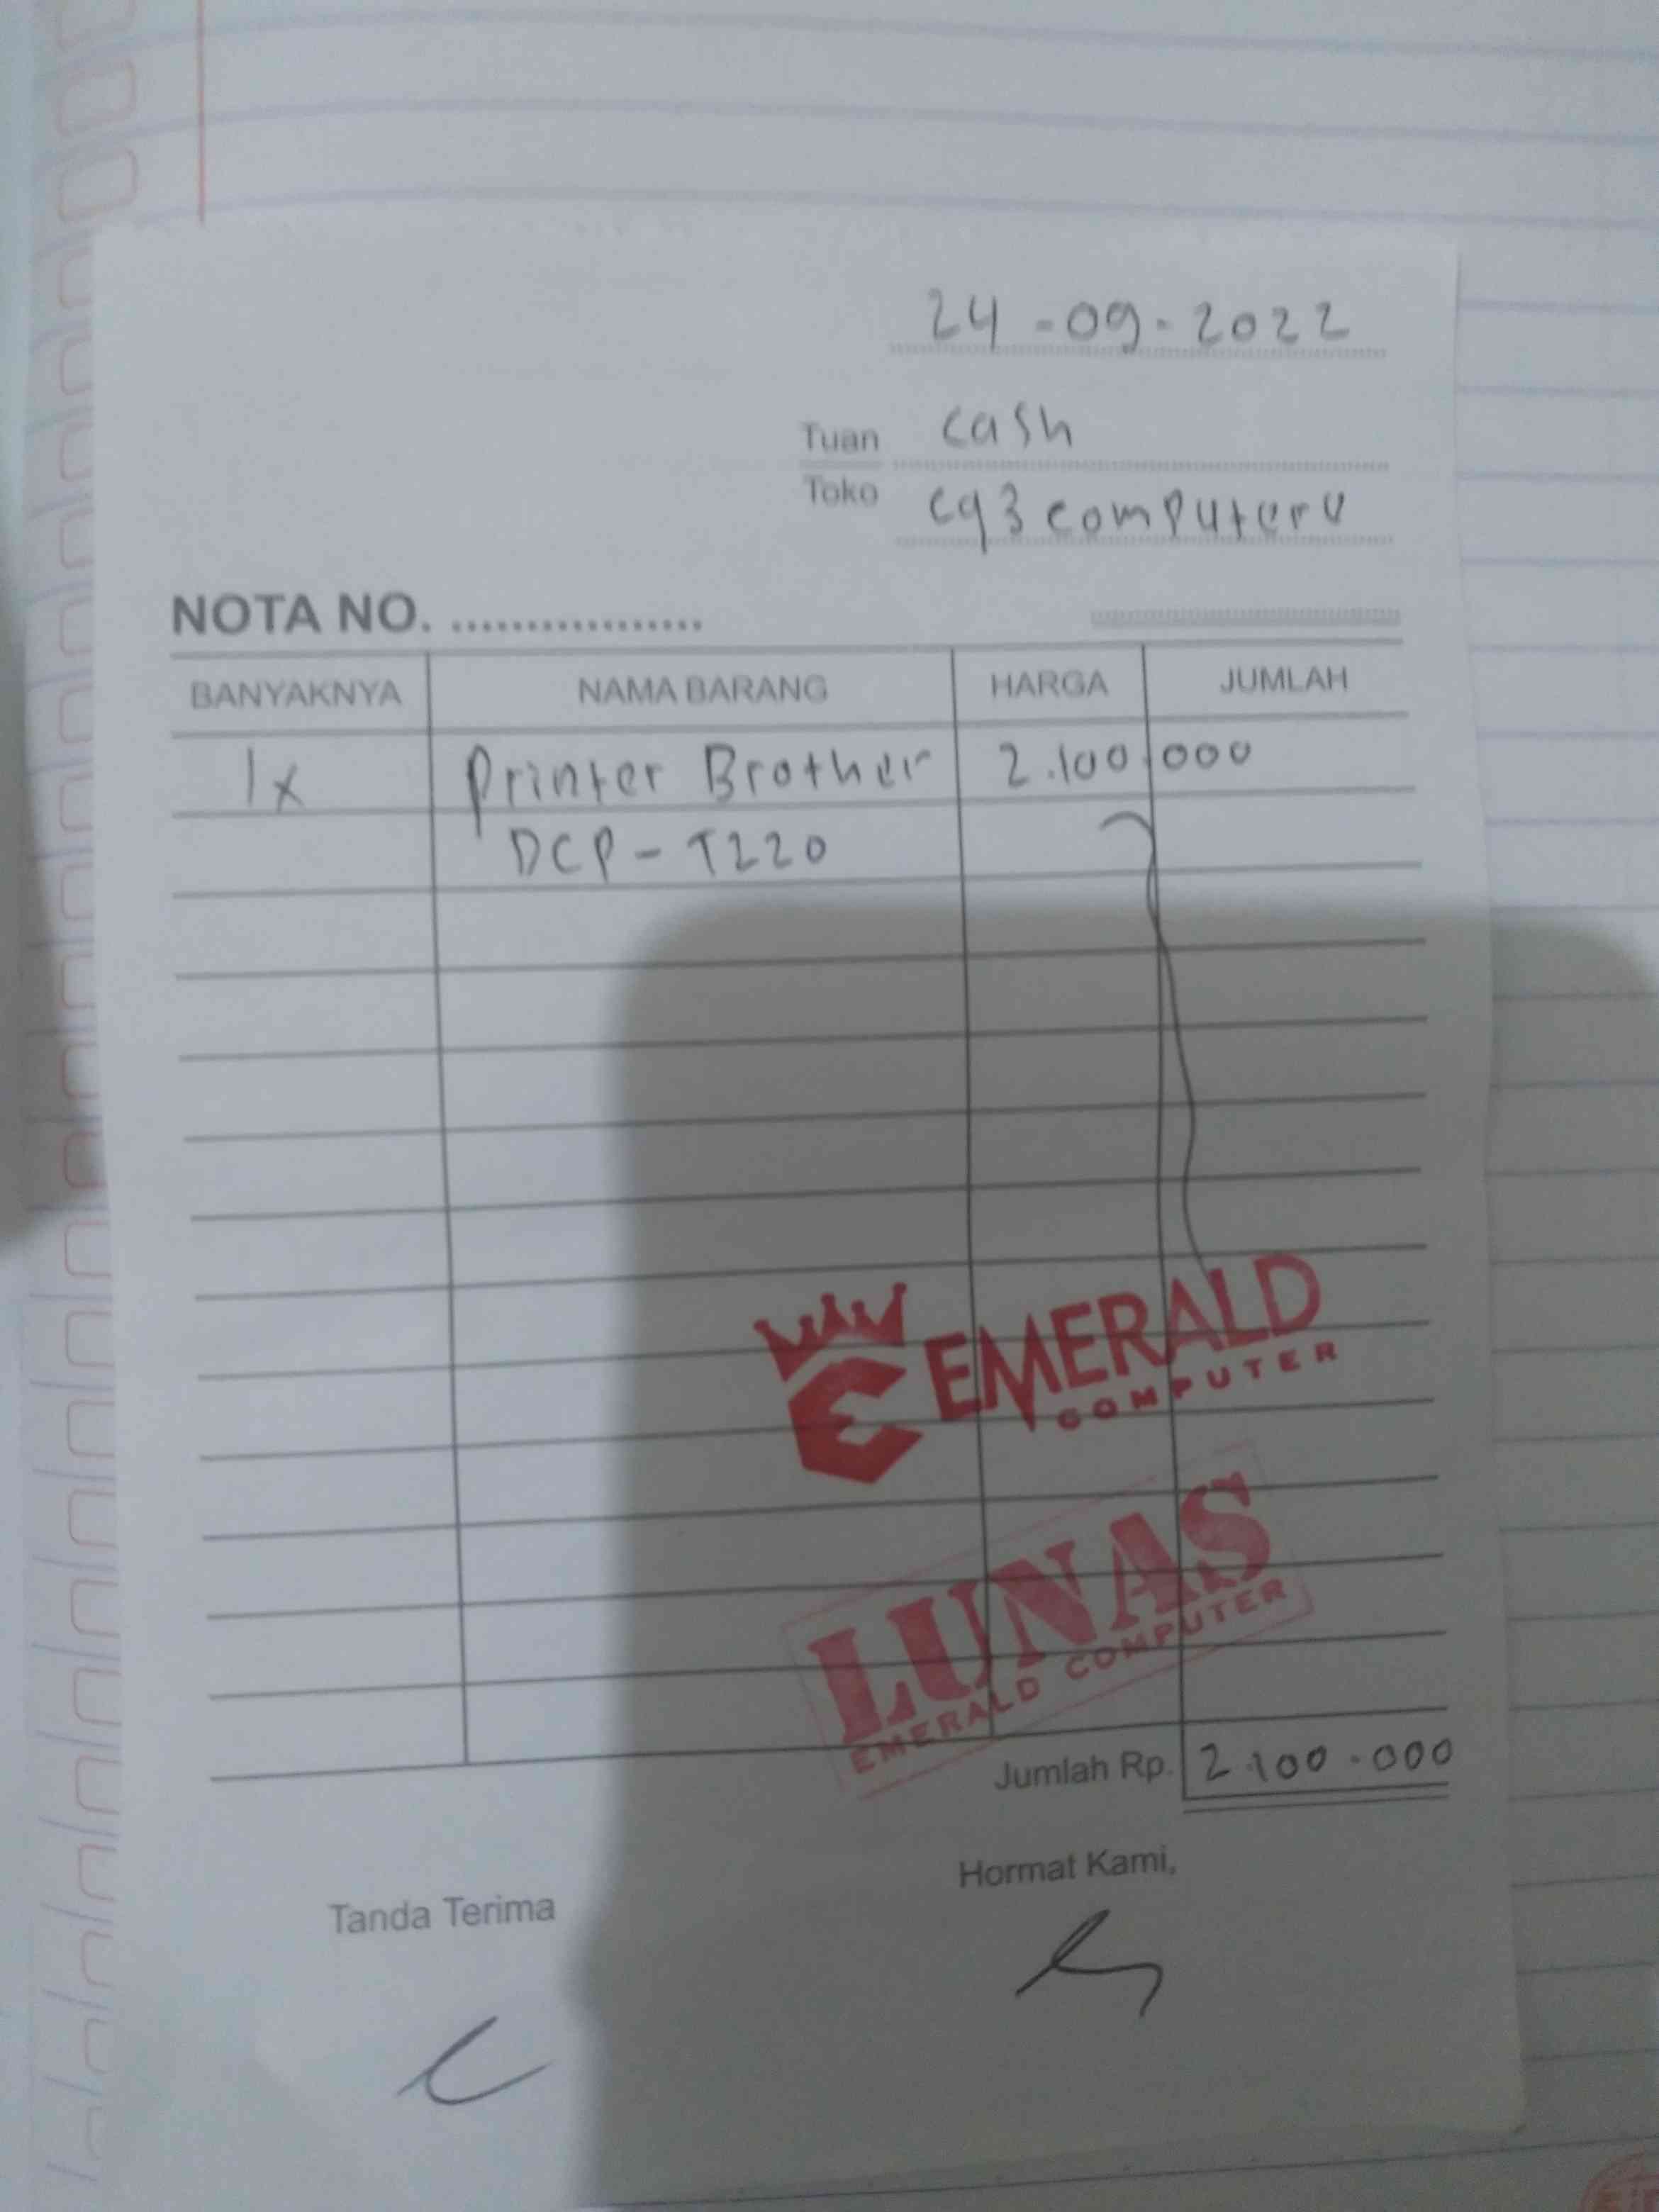 24-09-2022
Tuan cash
Toko
NOTA NO. .................
BANYAKNYA NAMA BARANG HARGA JUMLAH
1x Printer Brother 2.100.000
DCP-T220
EMERALD
COMPUTER
LUNAS
EMERALD COMPUTER
Jumlah Rp. 2.100.000
Tanda Terima Hormat Kami,